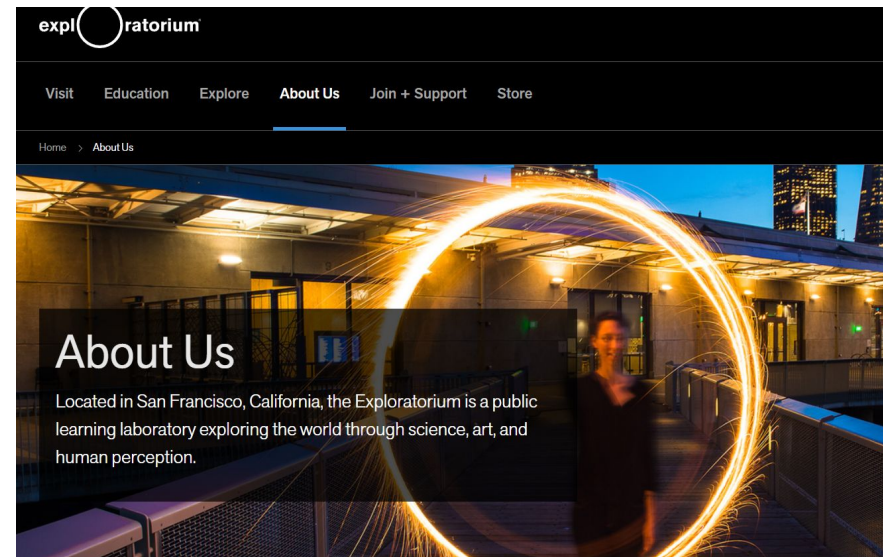 expl ratorium
Visit Education Explore About Us Join + Support Store
Home > About Us
About Us
Located in San Francisco, California, the Exploratorium is a public
learning laboratory exploring the world through science, art, and
human perception.